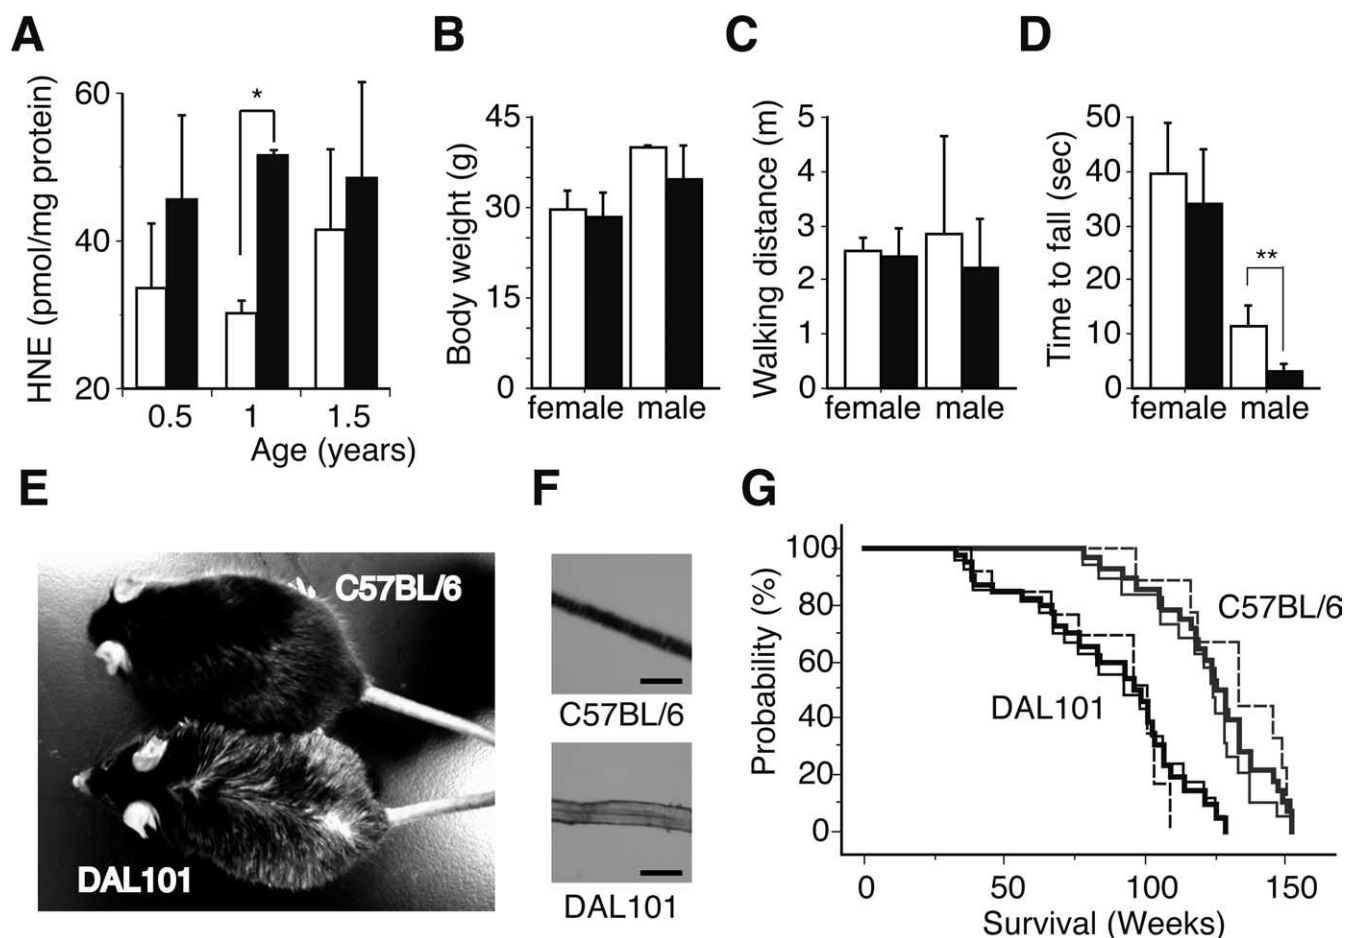 A
B
C
D
HNE (pmol/mg protein)
60
40
20
*
0.5
1
1.5
Age (years)
Body weight (g)
45
30
15
0
female
male
Walking distance (m)
5
4
3
2
1
0
female
male
Time to fall (sec)
50
40
30
20
10
0
**
female
male
E
F
G
C57BL/6
DAL101
C57BL/6
DAL101
Probability (%)
100
80
60
40
20
0
C57BL/6
DAL101
0
50
100
150
Survival (Weeks)